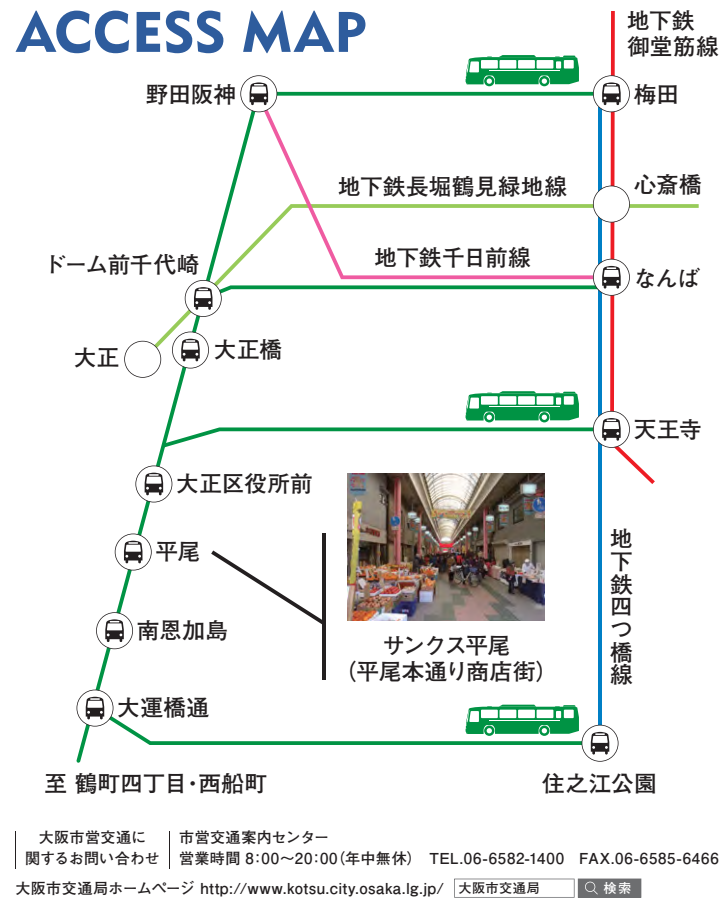 ACCESS MAP
地下鉄
御堂筋線
野田阪神
梅田
地下鉄長堀鶴見緑地線
心斎橋
地下鉄千日前線
ドーム前千代崎
なんば
大正
大正橋
天王寺
大正区役所前
平尾
地下鉄四つ橋線
南恩加島
サンクス平尾
(平尾本通り商店街)
大運橋通
至 鶴町四丁目・西船町
住之江公園
大阪市営交通に
関するお問い合わせ
市営交通案内センター
営業時間 8:00〜20:00(年中無休) TEL.06-6582-1400 FAX.06-6585-6466
大阪市交通局ホームページ http://www.kotsu.city.osaka.lg.jp/ 大阪市交通局 検索